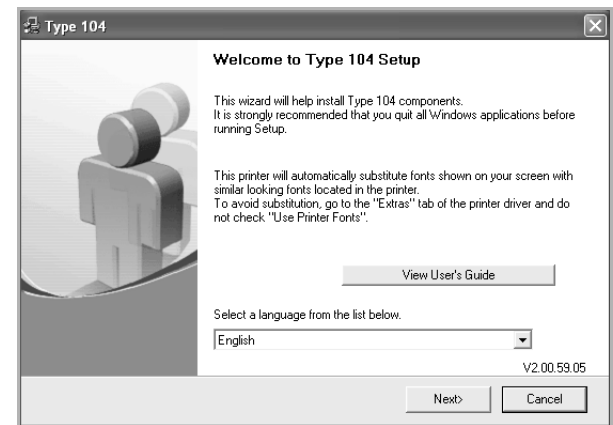 Type 104
Welcome to Type 104 Setup
This wizard will help install Type 104 components.
It is strongly recommended that you quit all Windows applications before
running Setup.
This printer will automatically substitute fonts shown on your screen with
similar looking fonts located in the printer.
To avoid substitution, go to the "Extras" tab of the printer driver and do
not check "Use Printer Fonts".
View User's Guide
Select a language from the list below.
English
V2.00.59.05
Next>
Cancel